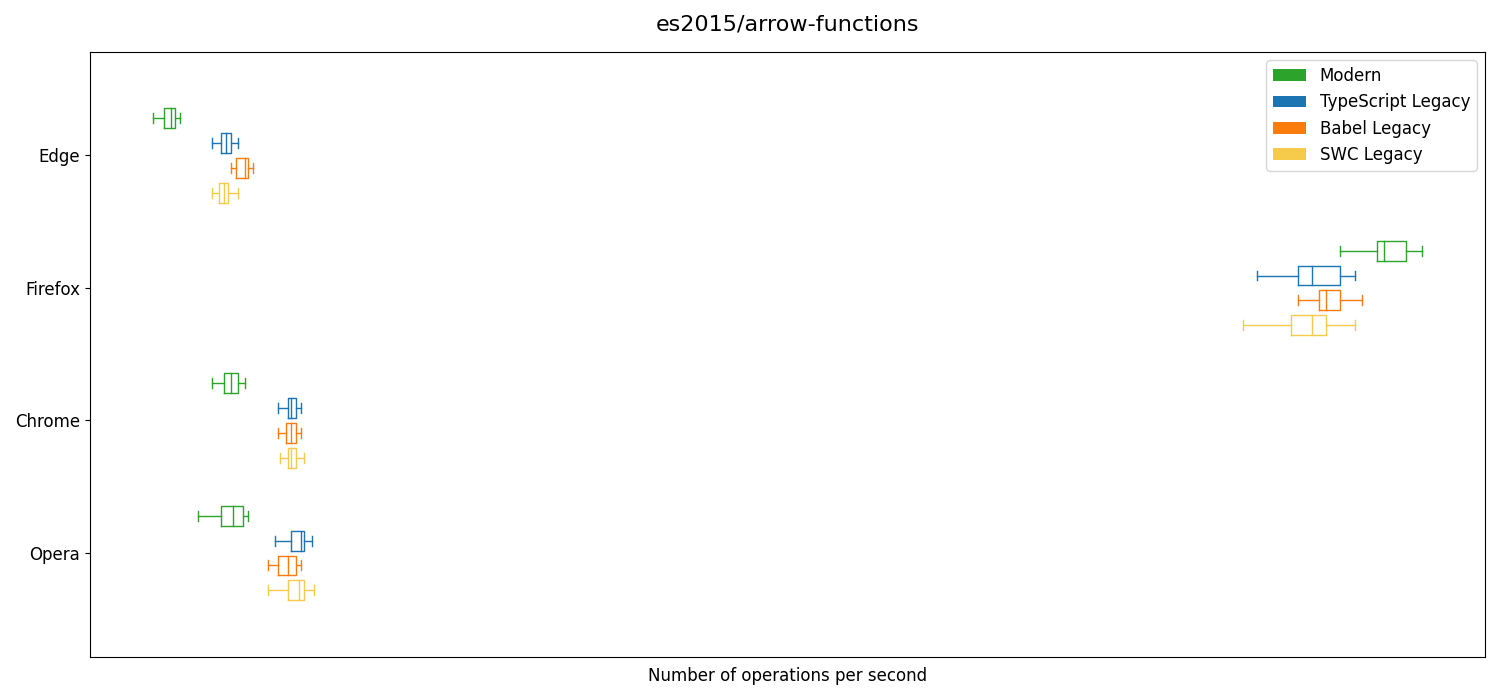 es2015/arrow-functions
Modern
TypeScript Legacy
Babel Legacy
SWC Legacy
Edge
Firefox
Chrome
Opera
Number of operations per second